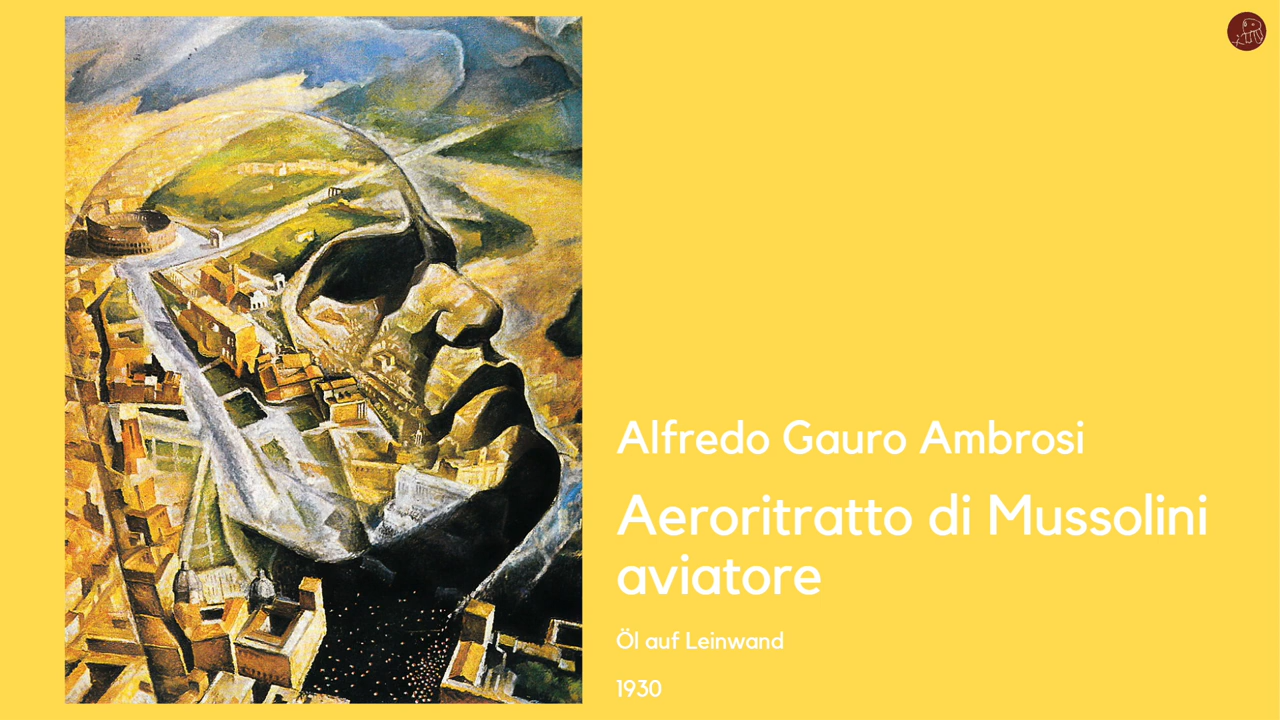 Alfredo Gauro Ambrosi
Aeroritratto di Mussolini
aviatore
Öl auf Leinwand
1930